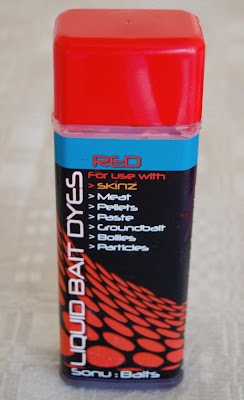 RED
For use with
> Skinz
> Meat
> Pellets
> Paste
> Groundbait
> Boilies
> Particles
LIQUID BAIT DYES
Sonu : Baits